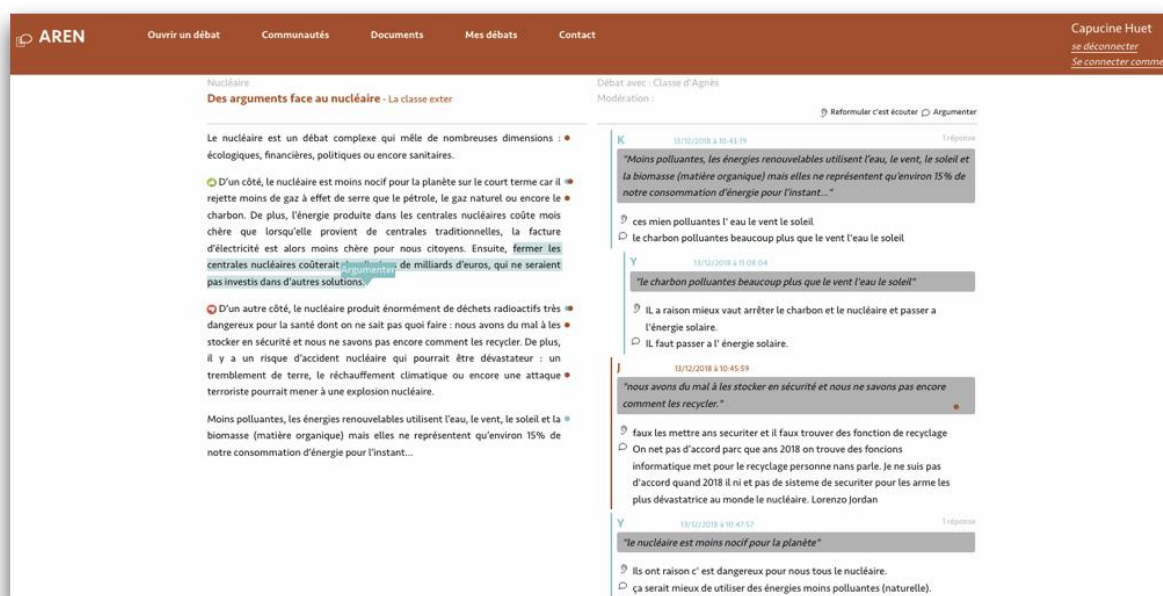 AREN
Ouvrir un débat
Communautés
Documents
Mes débats
Contact
Capucine Huet
se déconnecter
Se connecter comme
Nucléaire
Des arguments face au nucléaire - La classe exter
Le nucléaire est un débat complexe qui mêle de nombreuses dimensions :
écologiques, financières, politiques ou encore sanitaires.
D'un côté, le nucléaire est moins nocif pour la planète sur le court terme car il
rejette moins de gaz à effet de serre que le pétrole, le gaz naturel ou encore le
charbon. De plus, l'énergie produite dans les centrales nucléaires coûte mois
chère que lorsqu'elle provient de centrales traditionnelles, la facture
d'électricité est alors moins chère pour nous citoyens. Ensuite, fermer les
centrales nucléaires coûterait de milliards d'euros, qui ne seraient
Argumenter
pas investis dans d'autres solutions.
D'un autre côté, le nucléaire produit énormément de déchets radioactifs très
dangereux pour la santé dont on ne sait pas quoi faire : nous avons du mal à les
stocker en sécurité et nous ne savons pas encore comment les recycler. De plus,
il y a un risque d'accident nucléaire qui pourrait être dévastateur : un
tremblement de terre, le réchauffement climatique ou encore une attaque
terroriste pourrait mener à une explosion nucléaire.
Moins polluantes, les énergies renouvelables utilisent l'eau, le vent, le soleil et la
biomasse (matière organique) mais elles ne représentent qu'environ 15% de
notre consommation d'énergie pour l'instant...
Débat avec : Classe d'Agnès
Modération :
Reformuler c'est écouter
Argumenter
K 13/12/2018 à 10:43:19 1 réponse
"Moins polluantes, les énergies renouvelables utilisent l'eau, le vent, le soleil et
la biomasse (matière organique) mais elles ne représentent qu'environ 15% de
notre consommation d'énergie pour l'instant..."
ces mien polluantes l' eau le vent le soleil
le charbon polluantes beaucoup plus que le vent l'eau le soleil
Y 13/12/2018 à 11:08:04
"le charbon polluantes beaucoup plus que le vent l'eau le soleil"
IL a raison mieux vaut arrêter le charbon et le nucléaire et passer a
l'énergie solaire.
IL faut passer a l' énergie solaire.
J 13/12/2018 à 10:45:59
"nous avons du mal à les stocker en sécurité et nous ne savons pas encore
comment les recycler."
faux les mettre ans securiter et il faux trouver des fonction de recyclage
On net pas d'accord parc que ans 2018 on trouve des foncions
informatique met pour le recyclage personne nans parle. Je ne suis pas
d'accord quand 2018 il ni et pas de sisteme de securiter pour les arme les
plus dévastatrice au monde le nucléaire. Lorenzo Jordan
Y 13/12/2018 à 10:47:57 1 réponse
"le nucléaire est moins nocif pour la planète"
Ils ont raison c' est dangereux pour nous tous le nucléaire.
ça serait mieux de utiliser des énergies moins polluantes (naturelle).